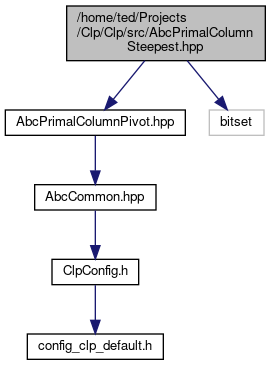 /home/ted/Projects
/Clp/Clp/src/AbcPrimalColumn
Steepest.hpp
AbcPrimalColumnPivot.hpp
bitset
AbcCommon.hpp
ClpConfig.h
config_clp_default.h